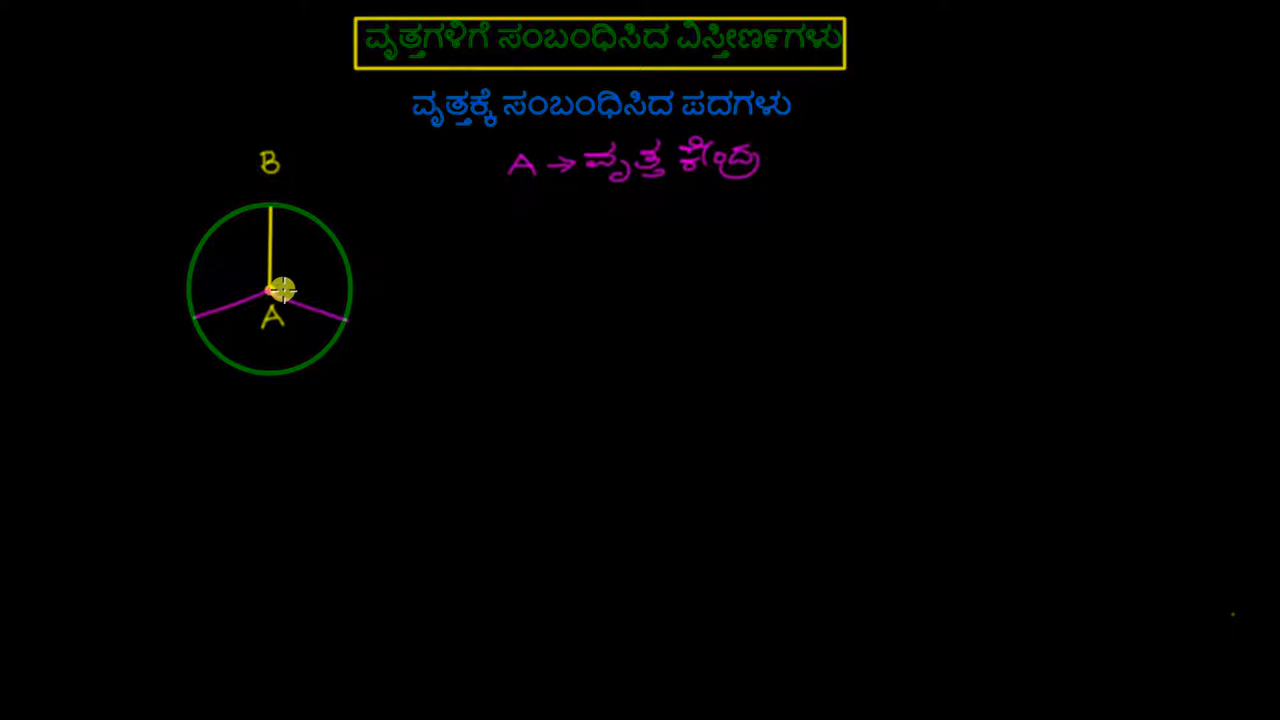 ವೃತ್ತಗಳಿಗೆ ಸಂಬಂಧಿಸಿದ ವಿಸ್ತೀರ್ಣಗಳು
ವೃತ್ತಕ್ಕೆ ಸಂಬಂಧಿಸಿದ ಪದಗಳು
A → ವೃತ್ತ ಕೇಂದ್ರ
B
A